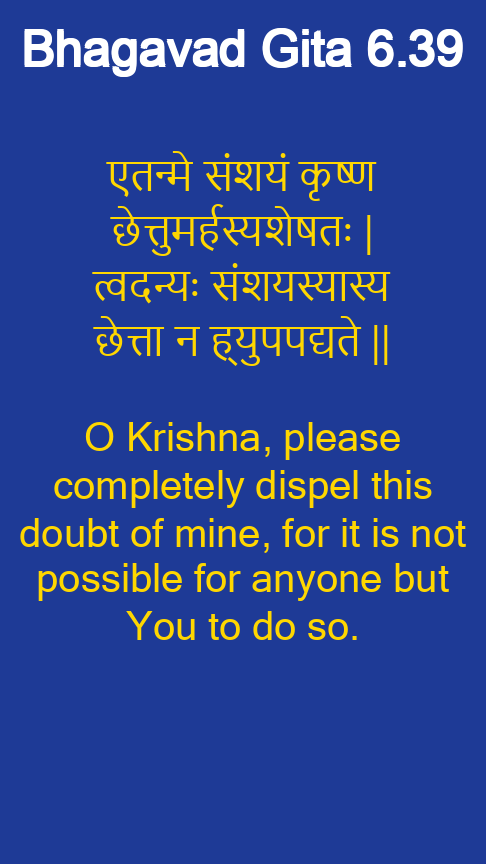 Bhagavad Gita 6.39
एतन्मे संशयं कृष्ण
छेत्तुमर्हस्यशेषतः |
त्वदन्यः संशयस्यास्य
छेत्ता न ह्युपपद्यते ||
O Krishna, please
completely dispel this
doubt of mine, for it is not
possible for anyone but
You to do so.